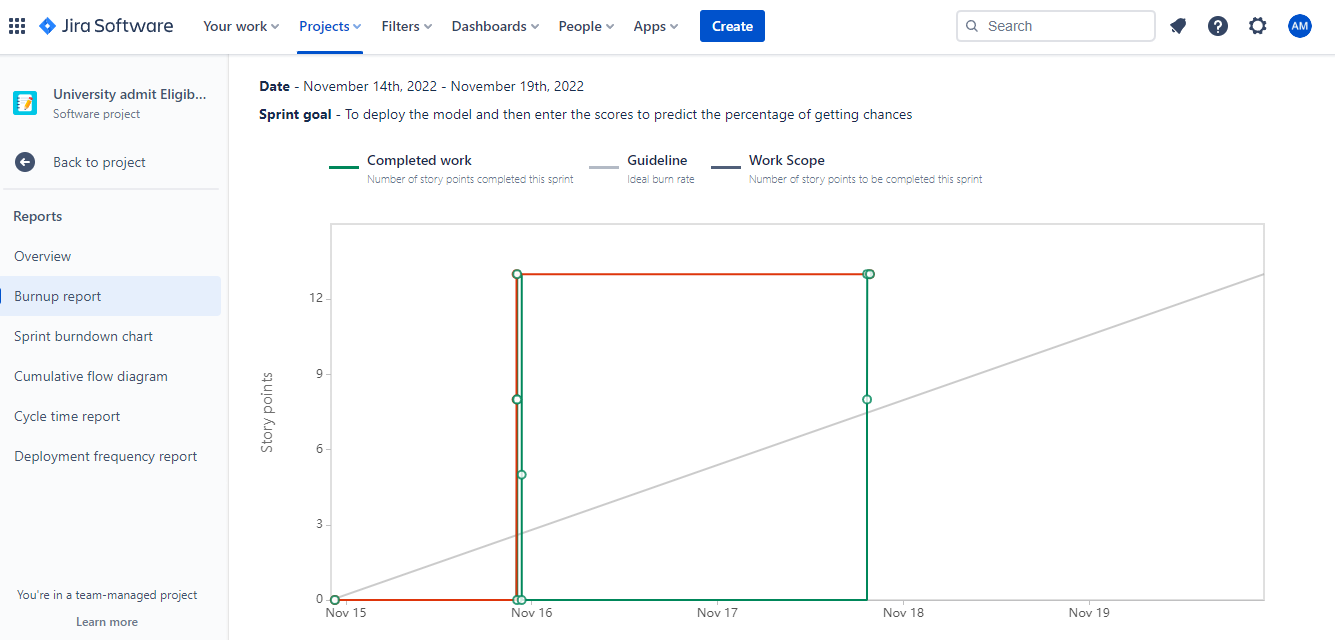 Jira Software Your work Projects Filters Dashboards People Apps Create Search AM
University admit Eligib...
Software project
Back to project
Reports
Overview
Burnup report
Sprint burndown chart
Cumulative flow diagram
Cycle time report
Deployment frequency report
You're in a team-managed project
Learn more
Date - November 14th, 2022 - November 19th, 2022
Sprint goal - To deploy the model and then enter the scores to predict the percentage of getting chances
Completed work
Number of story points completed this sprint
Guideline
Ideal burn rate
Work Scope
Number of story points to be completed this sprint
Story points
12
9
6
3
0
Nov 15 Nov 16 Nov 17 Nov 18 Nov 19